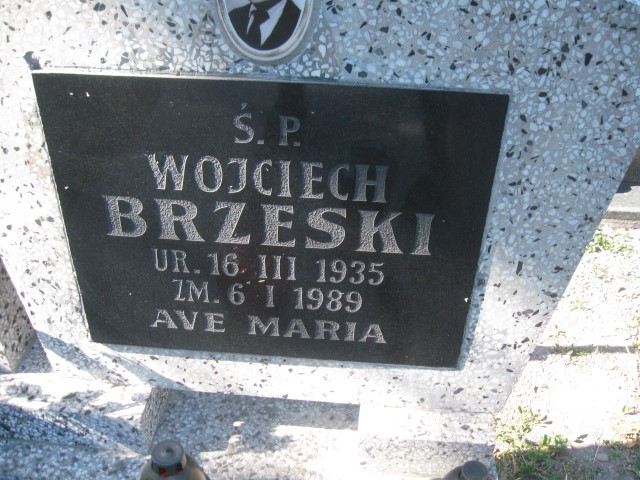 Ś. P.
WOJCIECH
BRZESKI
UR. 16 III 1935
ZM. 6 I 1989
AVE MARIA